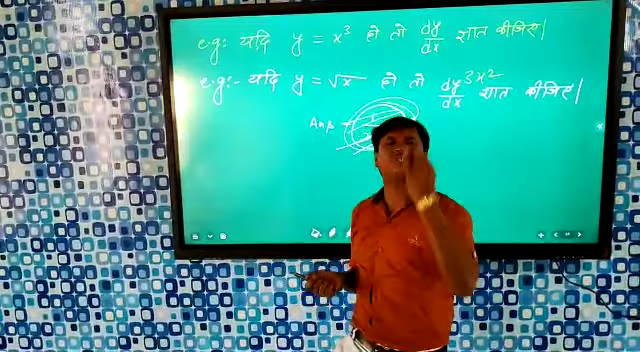 e.g:- यदि y = x³ हो तो dy/dx ज्ञात कीजिए|
e.g:- यदि y = √x हो तो dy/dx ज्ञात कीजिए|
3x²
Ans